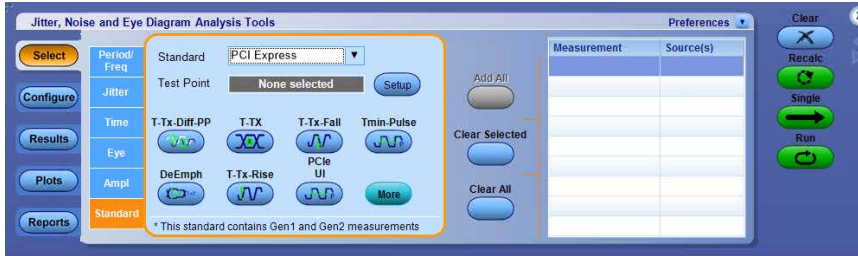 Jitter, Noise and Eye Diagram Analysis Tools
Preferences
Clear
Select
Configure
Results
Plots
Reports
Period/
Freq
Jitter
Time
Eye
Ampl
Standard
Standard PCI Express
Test Point None selected Setup
T-Tx-Diff-PP T-TX T-Tx-Fall Tmin-Pulse
DeEmph T-Tx-Rise PCIe
UI
More
* This standard contains Gen1 and Gen2 measurements
Add All
Clear Selected
Clear All
Measurement Source(s)
Recalc
Single
Run